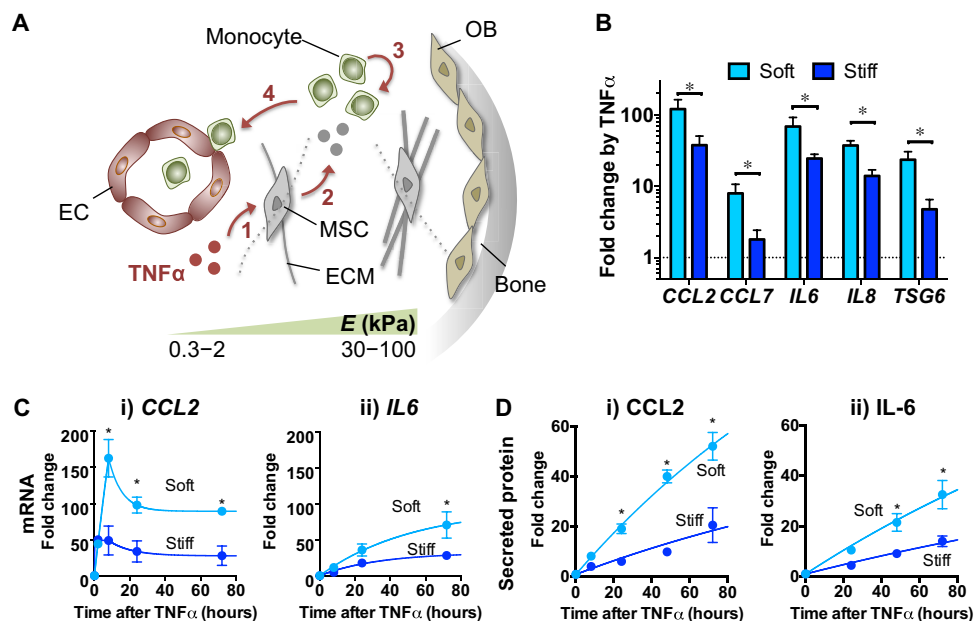 A
Monocyte
OB
3
4
EC
1
2
MSC
TNFα
ECM
Bone
E (kPa)
0.3−2
30−100
B
Soft
Stiff
Fold change by TNFα
100
10
1
*
*
*
*
*
CCL2
CCL7
IL6
IL8
TSG6
C
i) CCL2
mRNA
Fold change
200
150
100
50
0
*
*
*
Soft
Stiff
0
20
40
60
80
Time after TNFα (hours)
ii) IL6
Fold change
200
150
100
50
0
*
Soft
Stiff
0
20
40
60
80
Time after TNFα (hours)
D
i) CCL2
Secreted protein
Fold change
60
40
20
0
*
*
*
Soft
Stiff
0
20
40
60
80
Time after TNFα (hours)
ii) IL-6
Fold change
60
40
20
0
*
*
Soft
Stiff
0
20
40
60
80
Time after TNFα (hours)